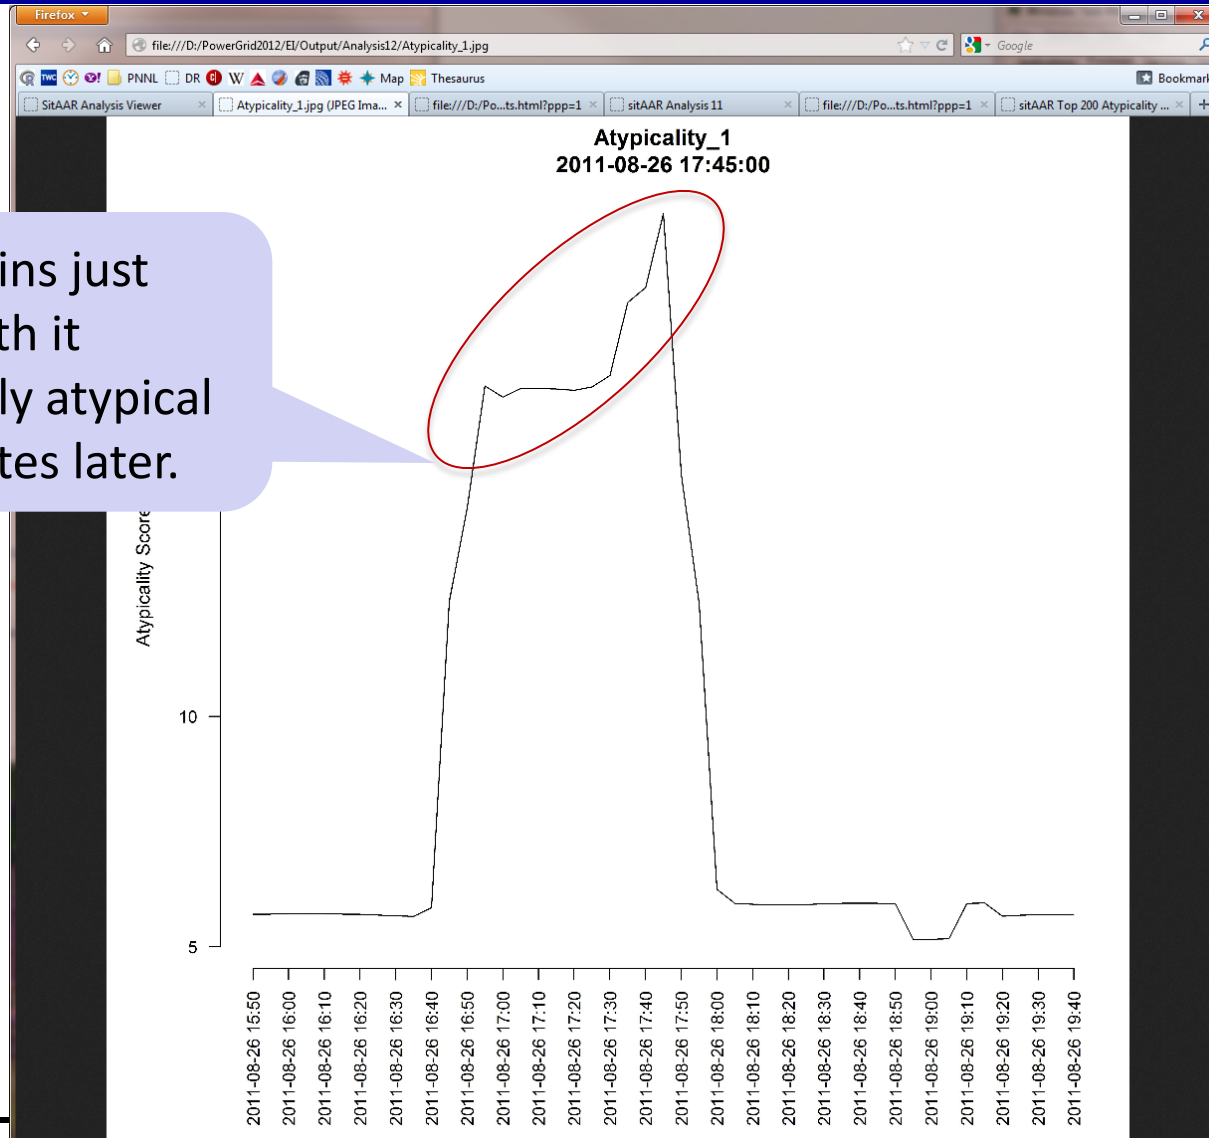 Firefox
file:///D:/PowerGrid2012/EI/Output/Analysis12/Atypicality_1.jpg
Google
TWC
PNNL
DR
W
Map
Thesaurus
Bookmark
SitAAR Analysis Viewer
Atypicality_1.jpg (JPEG Ima...
file:///D:/Po...ts.html?ppp=1
sitAAR Analysis 11
file:///D:/Po...ts.html?ppp=1
sitAAR Top 200 Atypicality ...
Atypicality_1
2011-08-26 17:45:00
ins just
th it
ly atypical
tes later.
Atypicality Score
10
5
2011-08-26 15:50
2011-08-26 16:00
2011-08-26 16:10
2011-08-26 16:20
2011-08-26 16:30
2011-08-26 16:40
2011-08-26 16:50
2011-08-26 17:00
2011-08-26 17:10
2011-08-26 17:20
2011-08-26 17:30
2011-08-26 17:40
2011-08-26 17:50
2011-08-26 18:00
2011-08-26 18:10
2011-08-26 18:20
2011-08-26 18:30
2011-08-26 18:40
2011-08-26 18:50
2011-08-26 19:00
2011-08-26 19:10
2011-08-26 19:20
2011-08-26 19:30
2011-08-26 19:40